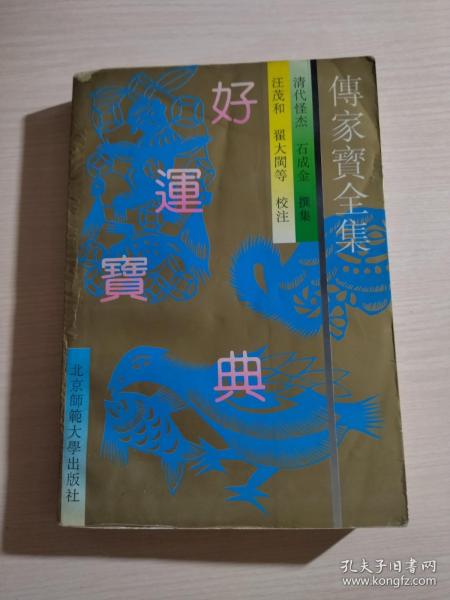 傳家寶全集
清代怪杰 石成金 撰集
汪茂和 翟大閩等 校注
好運寶典
北京師範大學出版社
孔夫子旧书网
www.kongfz.com